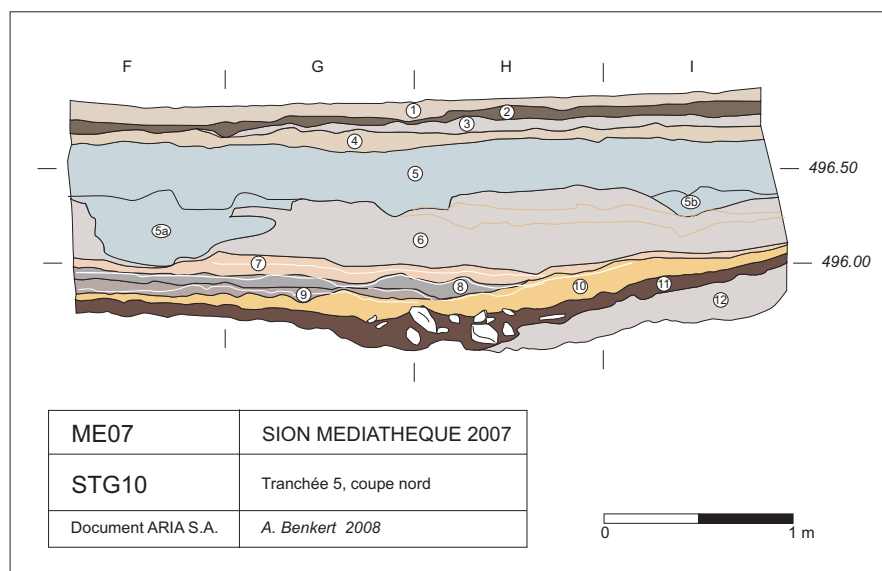 F G H I
1
2
3
4
5
496.50
5b
5a
6
7
496.00
8
10
11
9
12
ME07 SION MEDIATHEQUE 2007
STG10 Tranchée 5, coupe nord
Document ARIA S.A. A. Benkert 2008
0 1 m